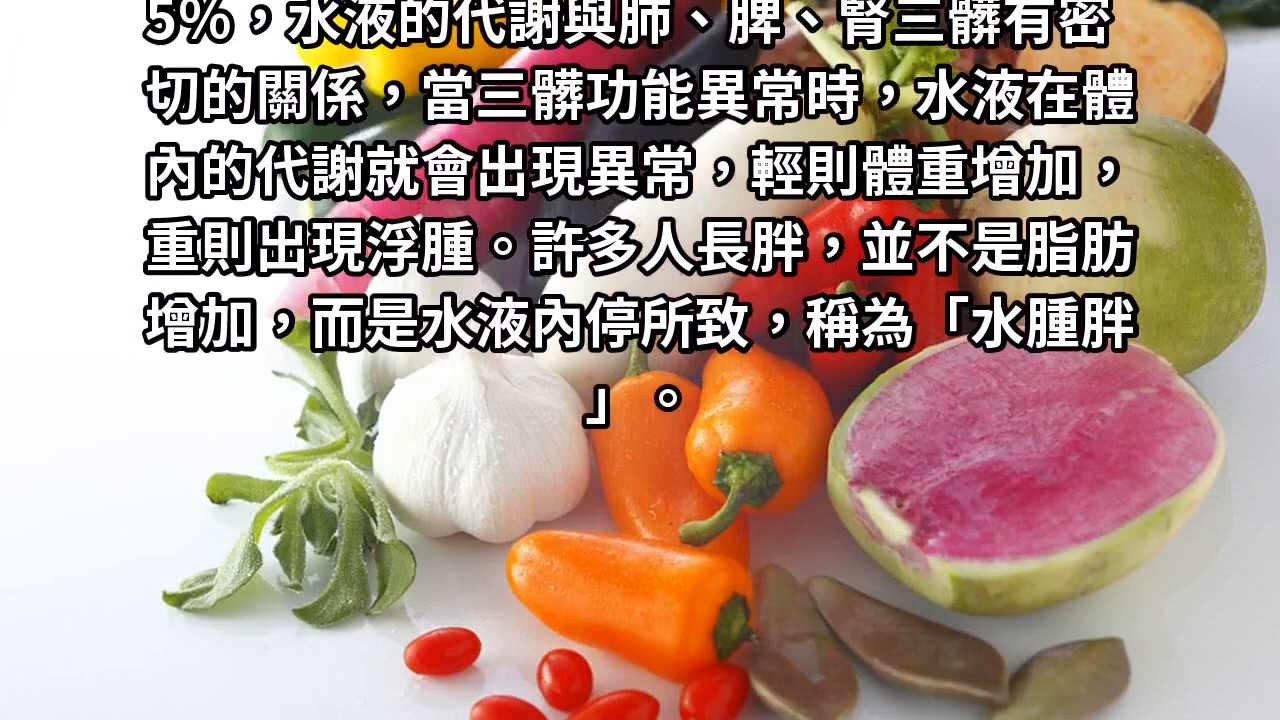 5%，水液的代謝與肺、脾、腎三髒有密
切的關係，當三髒功能異常時，水液在體
內的代謝就會出現異常，輕則體重增加，
重則出現浮腫。許多人長胖，並不是脂肪
增加，而是水液內停所致，稱為「水腫胖
」。